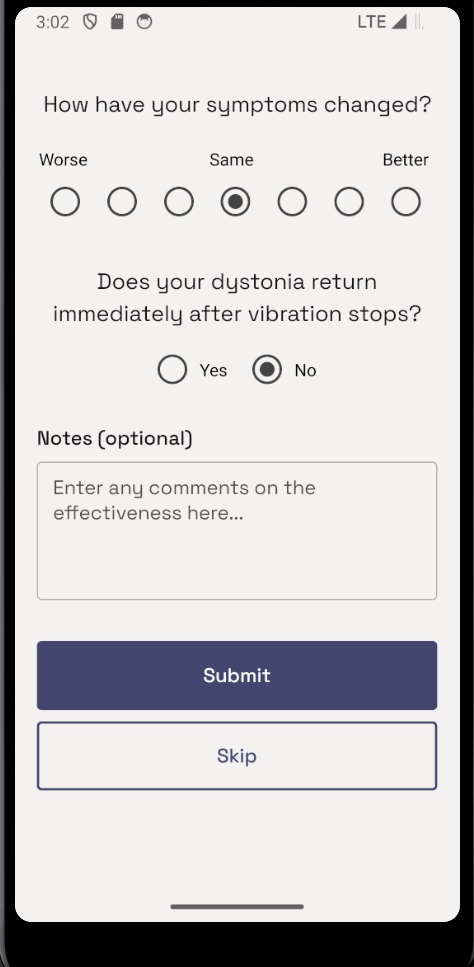 3:02 LTE
How have your symptoms changed?
Worse Same Better
Does your dystonia return
immediately after vibration stops?
Yes No
Notes (optional)
Enter any comments on the
effectiveness here...
Submit
Skip